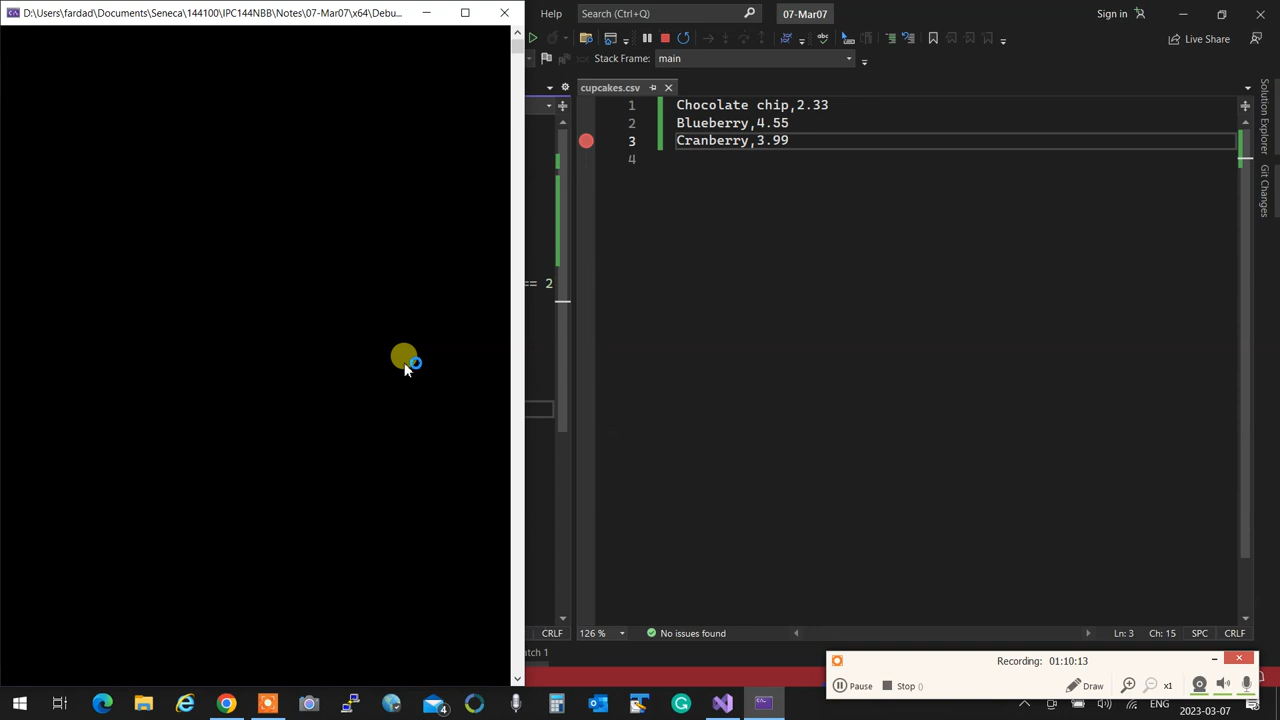 D:\Users\fardad\Documents\Seneca\144100\IPC144NBB\Notes\07-Mar07\x64\Debu...
Help
Search (Ctrl+Q)
07-Mar07
Sign in
Live Share
Stack Frame:
main
cupcakes.csv
1 Chocolate chip,2.33
2 Blueberry,4.55
3 Cranberry,3.99
4
== 2
Solution Explorer
Git Changes
CRLF
126 %
No issues found
Ln: 3
Ch: 15
SPC
CRLF
tch 1
Recording: 01:10:13
Pause
Stop ()
Draw
x1
4
ENG
2023-03-07